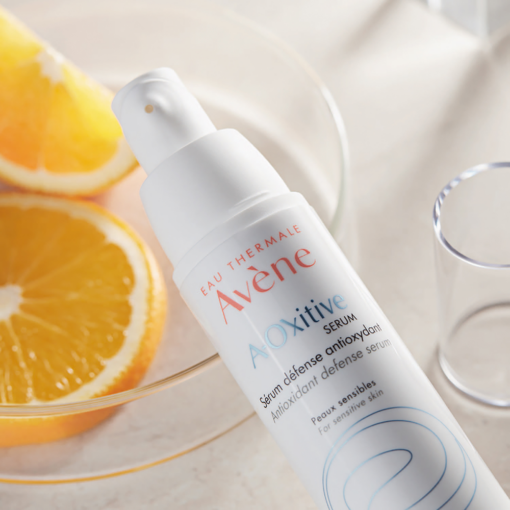 EAU THERMALE
Avène
A-OXitive
SERUM
Sérum défense antioxydant
Antioxidant defense serum
Peaux sensibles
For sensitive skin